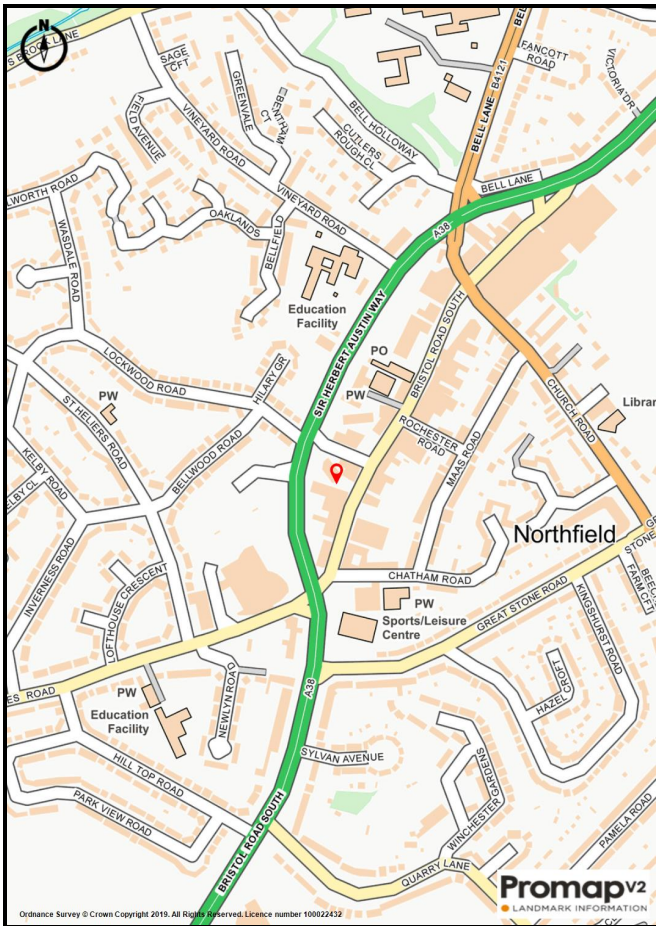 N
S BROOK LANE
SAGE
CFT
FIELD AVENUE
GREENVALE
CT
BENTHAM
VINEYARD ROAD
CUTLERS
ROUGH CL
BELL HOLLOWAY
BELL LANE B4121
BEL
FANCOTT
ROAD
VICTORIA DR
BELL LANE
A38
LWORTH ROAD
WASDALE ROAD
OAKLANDS
BELLFIELD
VINEYARD ROAD
Education
Facility
SIR HERBERT AUSTIN WAY
PO
PW
BRISTOL ROAD SOUTH
ROCHESTER
ROAD
MAAS ROAD
CHURCH ROAD
Librar
LOCKWOOD ROAD
HILARY GR
PW
ST HELIERS ROAD
BELLWOOD ROAD
KELBY ROAD
ELBY CL
INVERNESS ROAD
LOFTHOUSE CRESCENT
Northfield
CHATHAM ROAD
PW
Sports/Leisure
Centre
GREAT STONE ROAD
STONE
KINGSHURST ROAD
FARM CFT
HAZEL
CROFT
ES ROAD
PW
Education
Facility
NEWLYN ROAD
A38
SYLVAN AVENUE
HILL TOP ROAD
PARK VIEW ROAD
BRISTOL ROAD SOUTH
WINCHESTER
GARDENS
QUARRY LANE
PAMELA ROAD
Promap V2
LANDMARK INFORMATION
Ordnance Survey © Crown Copyright 2019. All Rights Reserved. Licence number 100022432